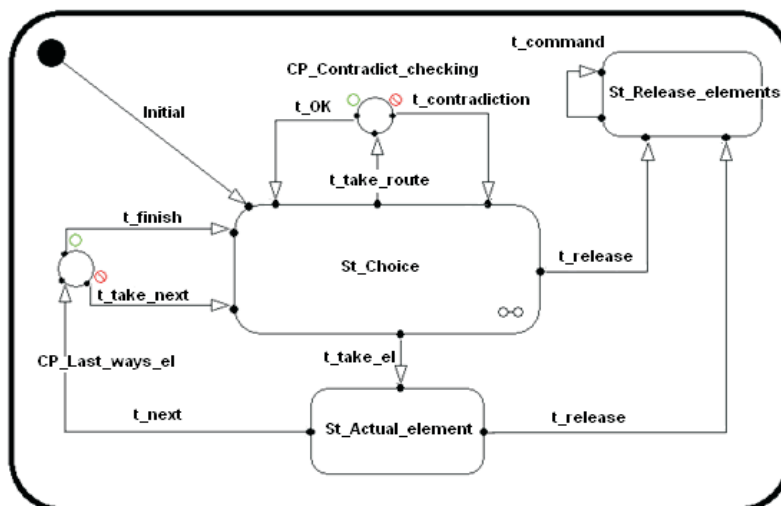 t_command
CP_Contradict_checking
St_Release_elements
t_OK
t_contradiction
Initial
t_take_route
t_finish
St_Choice
t_release
t_take_next
CP_Last_ways_el
t_take_el
t_next
St_Actual_element
t_release